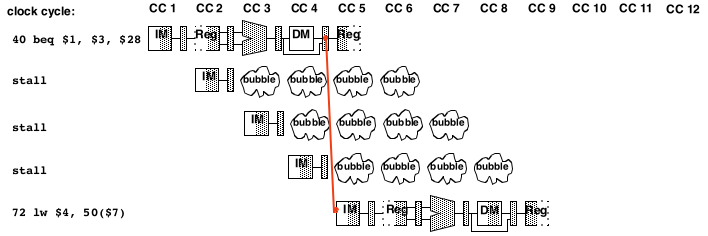 clock cycle: CC 1 CC 2 CC 3 CC 4 CC 5 CC 6 CC 7 CC 8 CC 9 CC 10 CC 11 CC 12
40 beq $1, $3, $28 IM Reg DM Reg
stall IM bubble bubble bubble bubble
stall IM bubble bubble bubble bubble
stall IM bubble bubble bubble bubble
72 lw $4, 50($7) IM Reg DM Reg